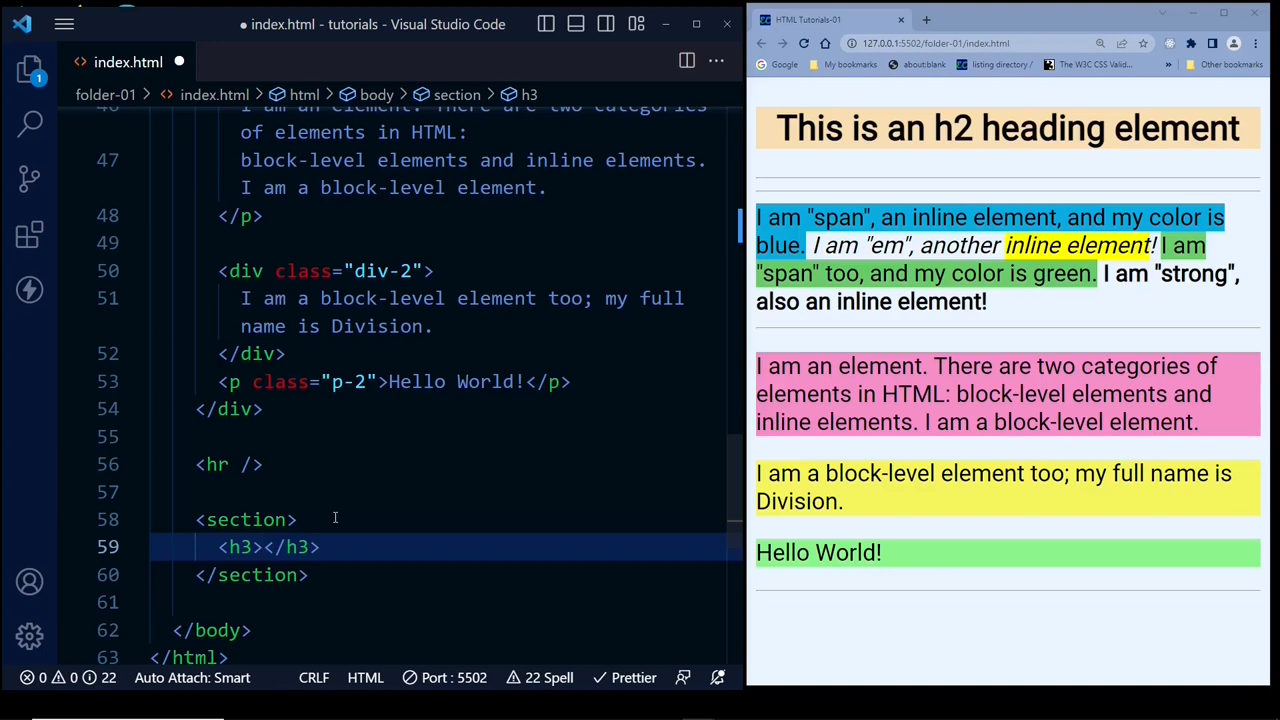 ● index.html - tutorials - Visual Studio Code
index.html ●
folder-01 > index.html > html > body > section > h3
1
46 I am an element. There are two categories
of elements in HTML:
47 block-level elements and inline elements.
I am a block-level element.
48 </p>
49
50 <div class="div-2">
51 I am a block-level element too; my full
name is Division.
52 </div>
53 <p class="p-2">Hello World!</p>
54 </div>
55
56 <hr />
57
58 <section>
59 <h3></h3>
60 </section>
61
62 </body>
63 </html>
0 0 22 Auto Attach: Smart CRLF HTML Port : 5502 22 Spell Prettier
HTML Tutorials-01
127.0.0.1:5502/folder-01/index.html
Google My bookmarks about:blank listing directory / The W3C CSS Valid... » Other bookmarks
This is an h2 heading element
I am "span", an inline element, and my color is
blue. I am "em", another inline element! I am
"span" too, and my color is green. I am "strong",
also an inline element!
I am an element. There are two categories of
elements in HTML: block-level elements and
inline elements. I am a block-level element.
I am a block-level element too; my full name is
Division.
Hello World!